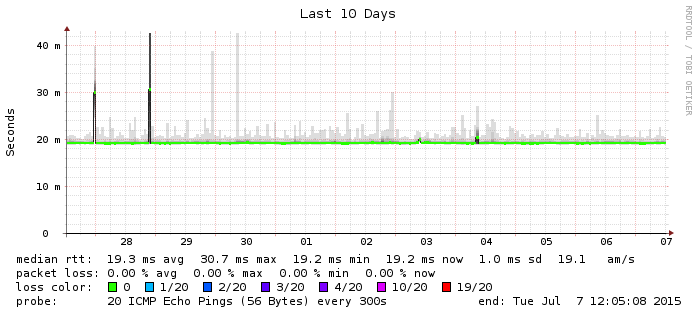 Last 10 Days
RRDTOOL / TOBI OETIKER
Seconds
40 m
30 m
20 m
10 m
0
28 29 30 01 02 03 04 05 06 07
median rtt: 19.3 ms avg 30.7 ms max 19.2 ms min 19.2 ms now 1.0 ms sd 19.1 am/s
packet loss: 0.00 % avg 0.00 % max 0.00 % min 0.00 % now
loss color: 0 1/20 2/20 3/20 4/20 10/20 19/20
probe: 20 ICMP Echo Pings (56 Bytes) every 300s end: Tue Jul 7 12:05:08 2015